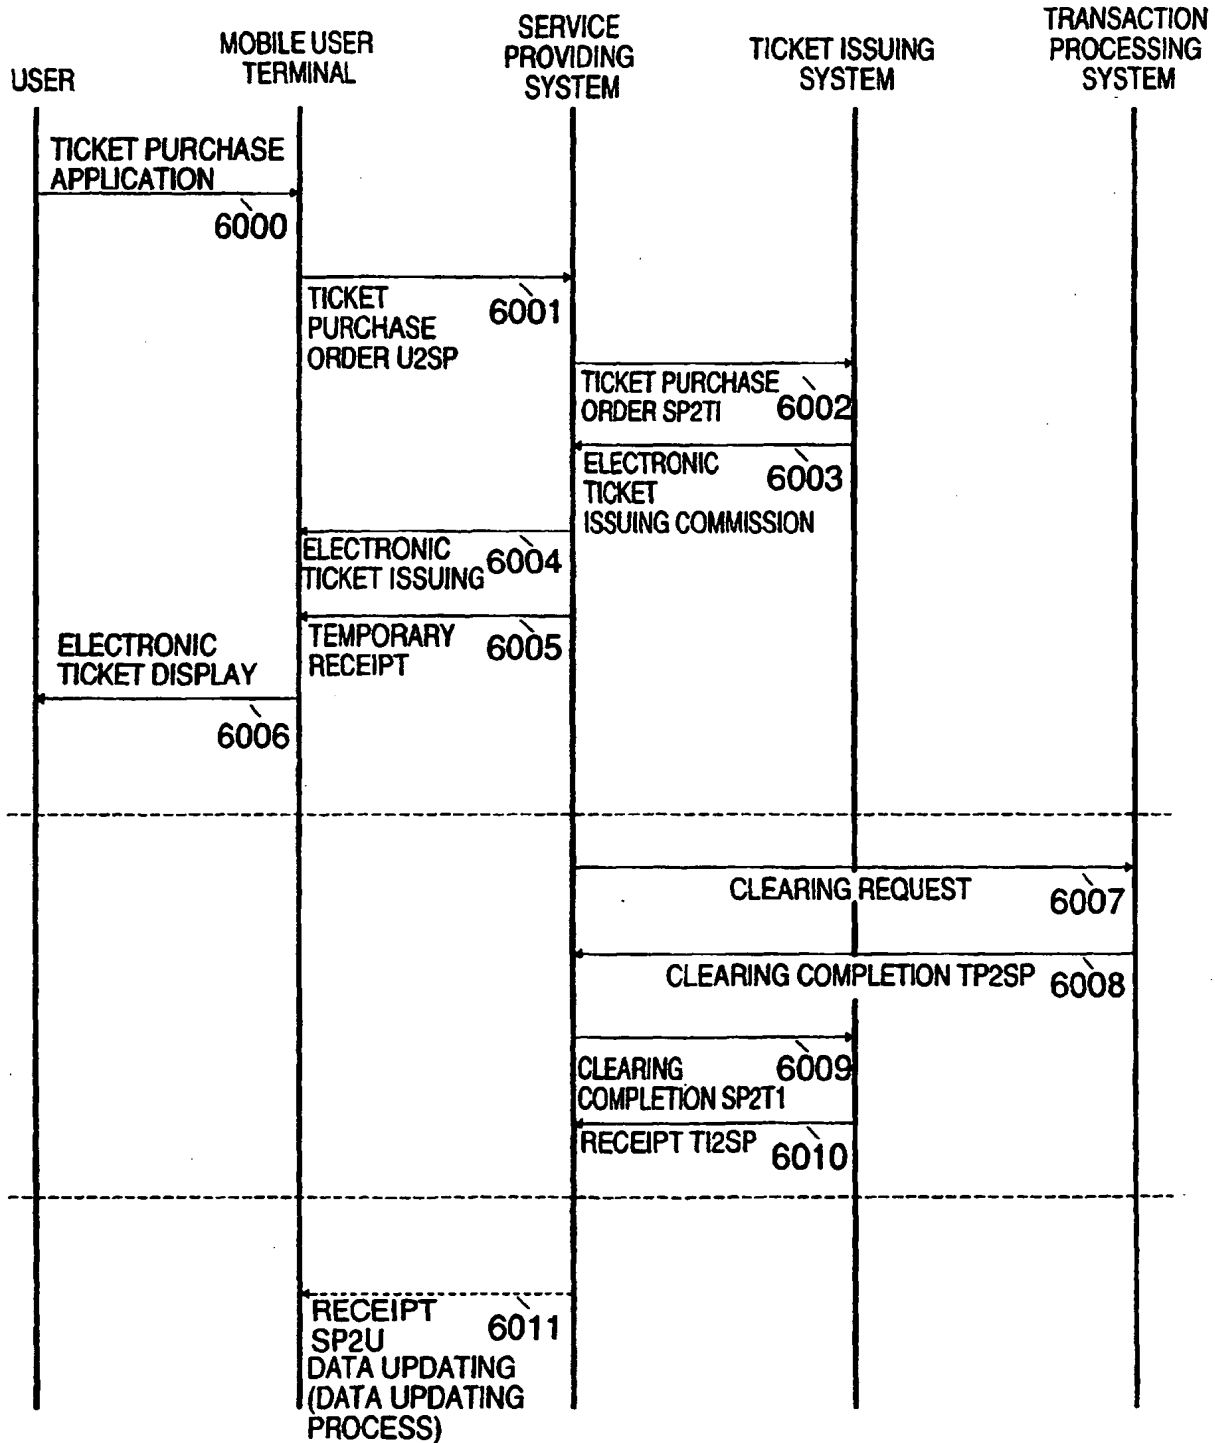 USER
MOBILE USER
TERMINAL
SERVICE
PROVIDING
SYSTEM
TICKET ISSUING
SYSTEM
TRANSACTION
PROCESSING
SYSTEM
TICKET PURCHASE
APPLICATION
6000
TICKET
PURCHASE
ORDER U2SP
6001
TICKET PURCHASE
ORDER SP2TI
6002
ELECTRONIC
TICKET
ISSUING COMMISSION
6003
ELECTRONIC
TICKET ISSUING
6004
TEMPORARY
RECEIPT
6005
ELECTRONIC
TICKET DISPLAY
6006
CLEARING REQUEST
6007
CLEARING COMPLETION TP2SP
6008
CLEARING
COMPLETION SP2T1
6009
RECEIPT TI2SP
6010
RECEIPT
SP2U
DATA UPDATING
(DATA UPDATING
PROCESS)
6011